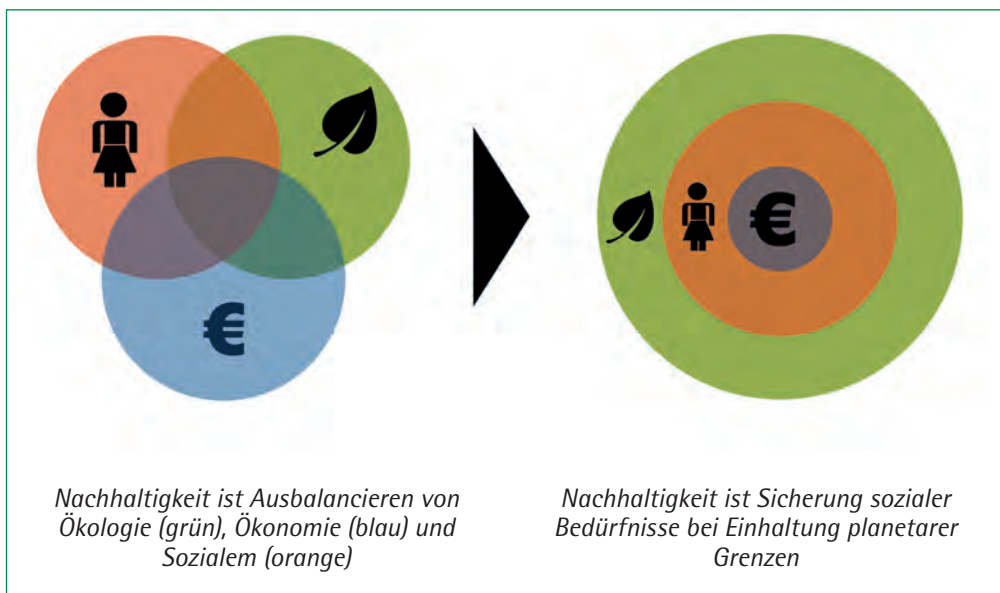 €
€
Nachhaltigkeit ist Ausbalancieren von
Ökologie (grün), Ökonomie (blau) und
Sozialem (orange)
Nachhaltigkeit ist Sicherung sozialer
Bedürfnisse bei Einhaltung planetarer
Grenzen